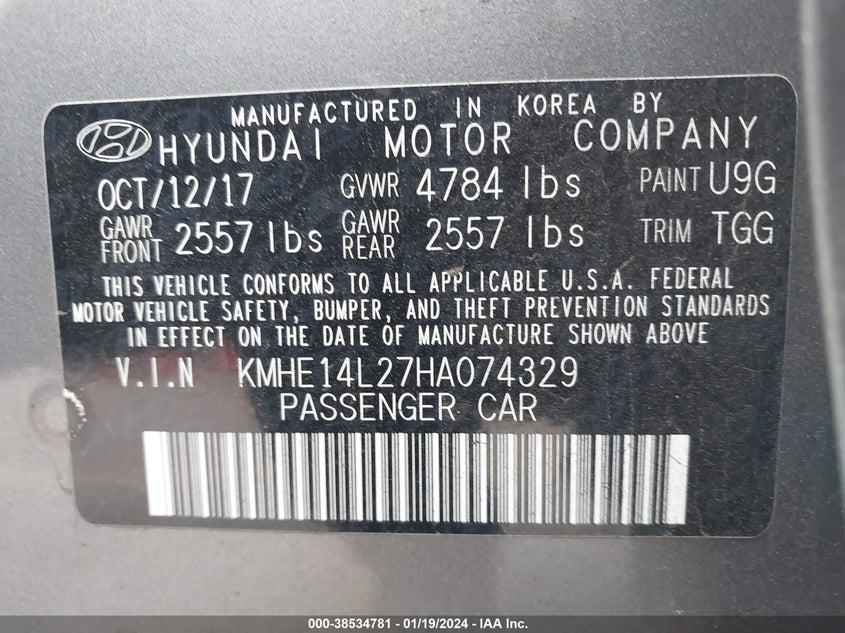 MANUFACTURED IN KOREA BY
HYUNDAI MOTOR COMPANY
OCT/12/17 GVWR 4784 lbs PAINT U9G
GAWR FRONT 2557 lbs GAWR REAR 2557 lbs TRIM TGG
THIS VEHICLE CONFORMS TO ALL APPLICABLE U.S.A. FEDERAL
MOTOR VEHICLE SAFETY, BUMPER, AND THEFT PREVENTION STANDARDS
IN EFFECT ON THE DATE OF MANUFACTURE SHOWN ABOVE
V.I.N KMHE14L27HA074329
PASSENGER CAR
000-38534781 - 01/19/2024 - IAA Inc.